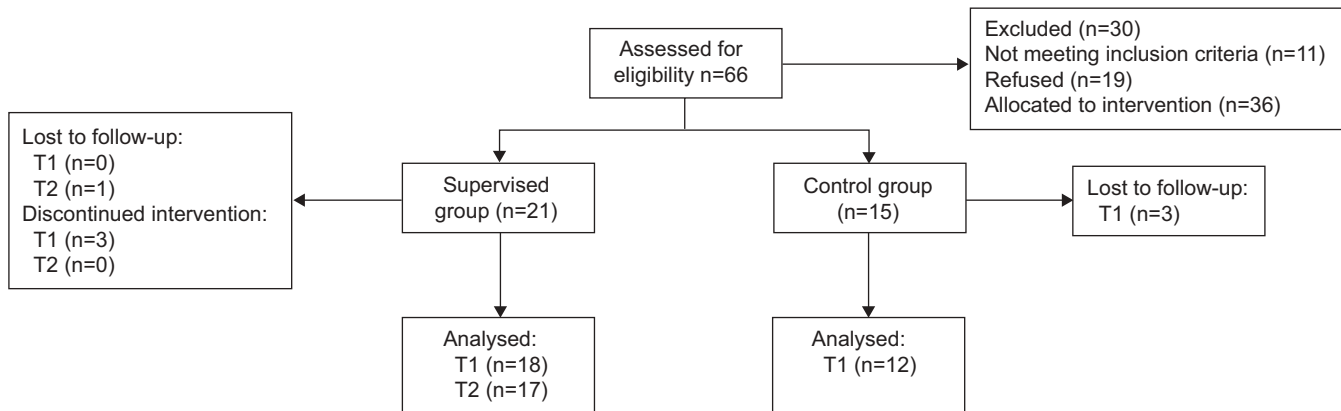 Assessed for
eligibility n=66
Excluded (n=30)
Not meeting inclusion criteria (n=11)
Refused (n=19)
Allocated to intervention (n=36)
Lost to follow-up:
T1 (n=0)
T2 (n=1)
Discontinued intervention:
T1 (n=3)
T2 (n=0)
Supervised
group (n=21)
Control group
(n=15)
Lost to follow-up:
T1 (n=3)
Analysed:
T1 (n=18)
T2 (n=17)
Analysed:
T1 (n=12)